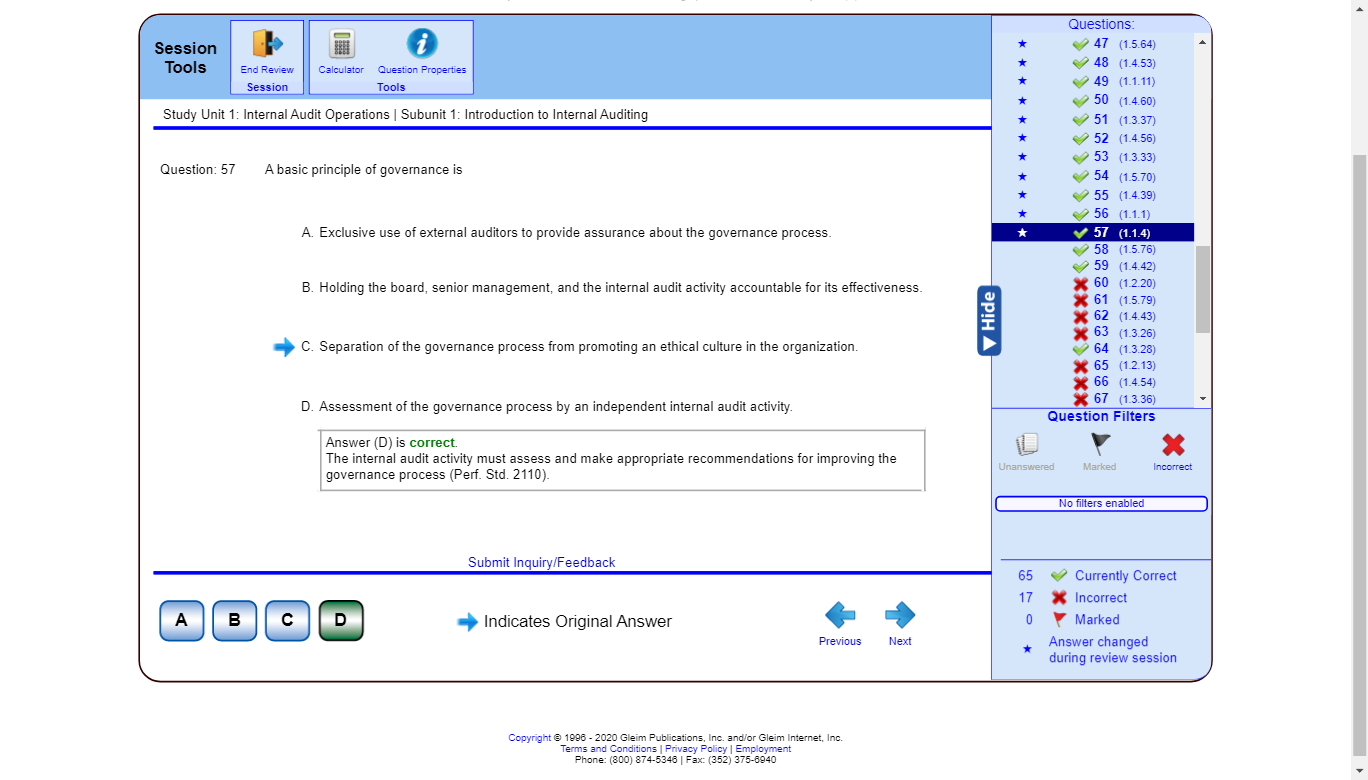 Session
Tools
End Review
Session
Calculator
Question Properties
Tools
Study Unit 1: Internal Audit Operations | Subunit 1: Introduction to Internal Auditing
Question: 57
A basic principle of governance is
A. Exclusive use of external auditors to provide assurance about the governance process.
B. Holding the board, senior management, and the internal audit activity accountable for its effectiveness.
C. Separation of the governance process from promoting an ethical culture in the organization.
D. Assessment of the governance process by an independent internal audit activity.
Answer (D) is correct.
The internal audit activity must assess and make appropriate recommendations for improving the
governance process (Perf. Std. 2110).
Submit Inquiry/Feedback
A
B
C
D
Indicates Original Answer
Previous
Next
Hide
Questions:
47 (1.5.64)
48 (1.4.53)
49 (1.1.11)
50 (1.4.60)
51 (1.3.37)
52 (1.4.56)
53 (1.3.33)
54 (1.5.70)
55 (1.4.39)
56 (1.1.1)
57 (1.1.4)
58 (1.5.76)
59 (1.4.42)
60 (1.2.20)
61 (1.5.79)
62 (1.4.43)
63 (1.3.26)
64 (1.3.28)
65 (1.2.13)
66 (1.4.54)
67 (1.3.36)
Question Filters
Unanswered
Marked
Incorrect
No filters enabled
65 Currently Correct
17 Incorrect
0 Marked
Answer changed
during review session
Copyright © 1996 - 2020 Gleim Publications, Inc. and/or Gleim Internet, Inc.
Terms and Conditions | Privacy Policy | Employment
Phone: (800) 874-5346 | Fax: (352) 375-6940